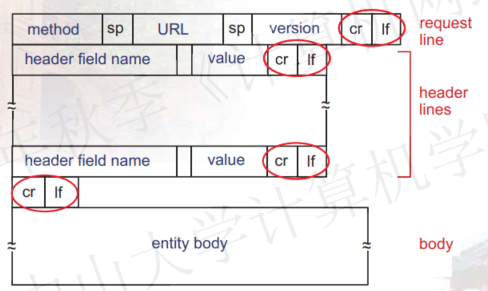 method sp URL sp version cr lf request
line
header field name value cr lf
header
lines
header field name value cr lf
cr lf
entity body body